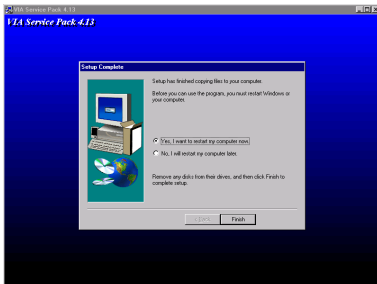 VIA Service Pack 4.13
VIA Service Pack 4.13
Setup Complete
Setup has finished copying files to your computer.
Before you can use the program, you must restart Windows or
your computer.
Yes, I want to restart my computer now.
No, I will restart my computer later.
Remove any disks from their drives, and then click Finish to
complete setup.
< Back
Finish